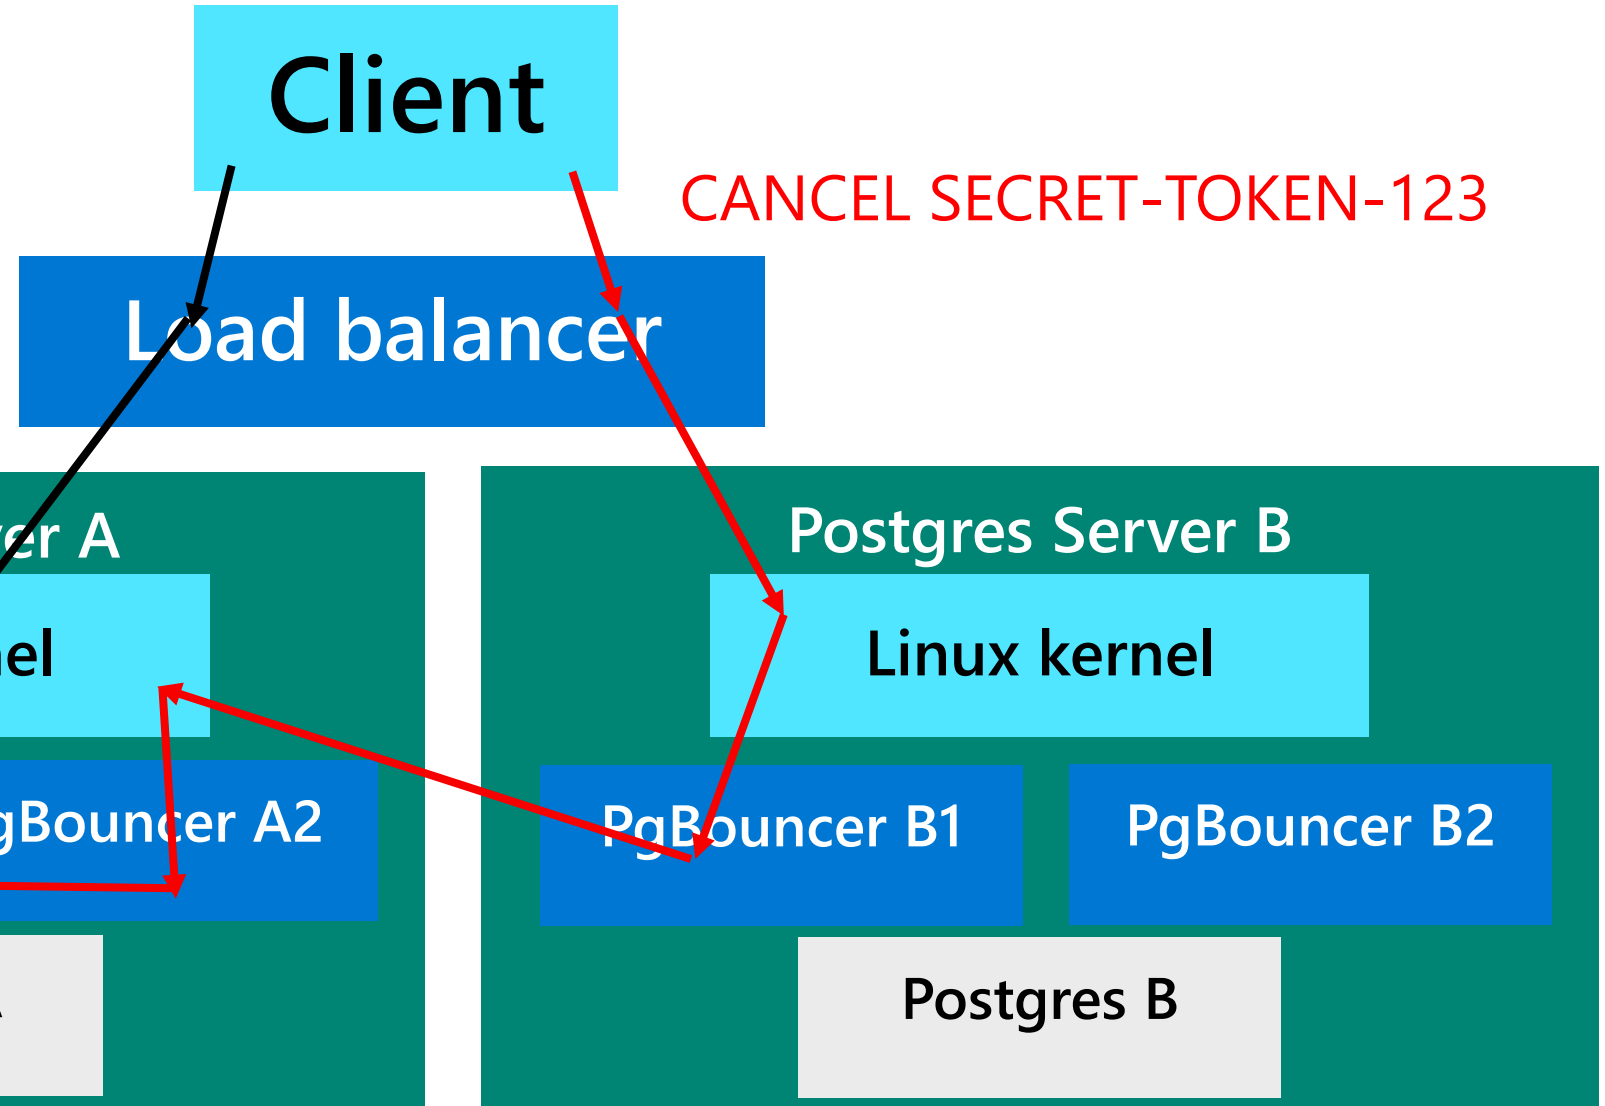 Client
CANCEL SECRET-TOKEN-123
Load balancer
er A
Postgres Server B
el
Linux kernel
gBouncer A2
PgBouncer B1
PgBouncer B2
Postgres B